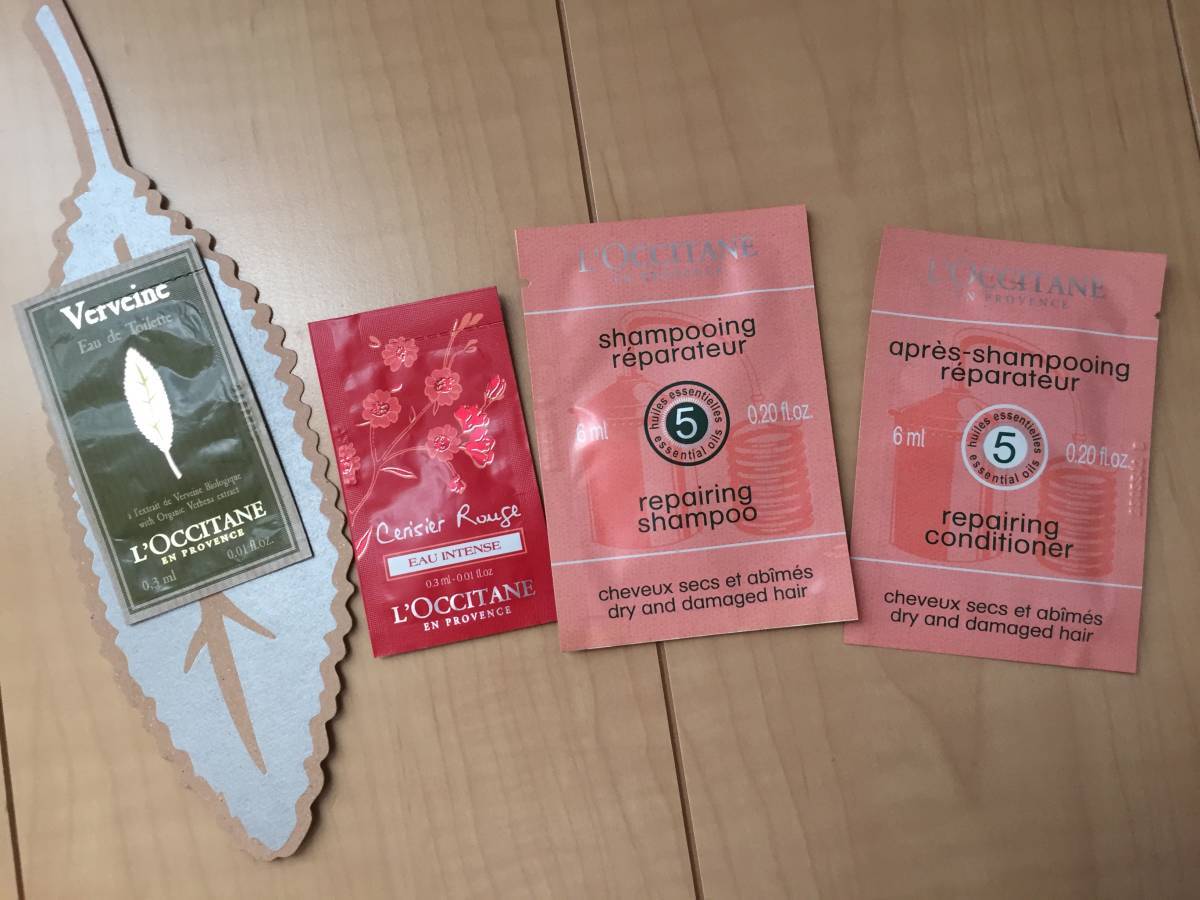 Verveine
Eau de Toilette
à l'extrait de Verveine Biologique
with Organic Verbena extract
L'OCCITANE
EN PROVENCE
0,3 ml
0.01 fl.oz.
Cerisier Rouge
EAU INTENSE
0.3 ml - 0.01 fl.oz
L'OCCITANE
EN PROVENCE
L'OCCITANE
EN PROVENCE
shampooing
réparateur
6 ml
huiles essentielles
5
essential oils
0.20 fl.oz.
repairing
shampoo
cheveux secs et abîmés
dry and damaged hair
L'OCCITANE
EN PROVENCE
après-shampooing
réparateur
6 ml
huiles essentielles
5
essential oils
0.20 fl.oz.
repairing
conditioner
cheveux secs et abîmés
dry and damaged hair